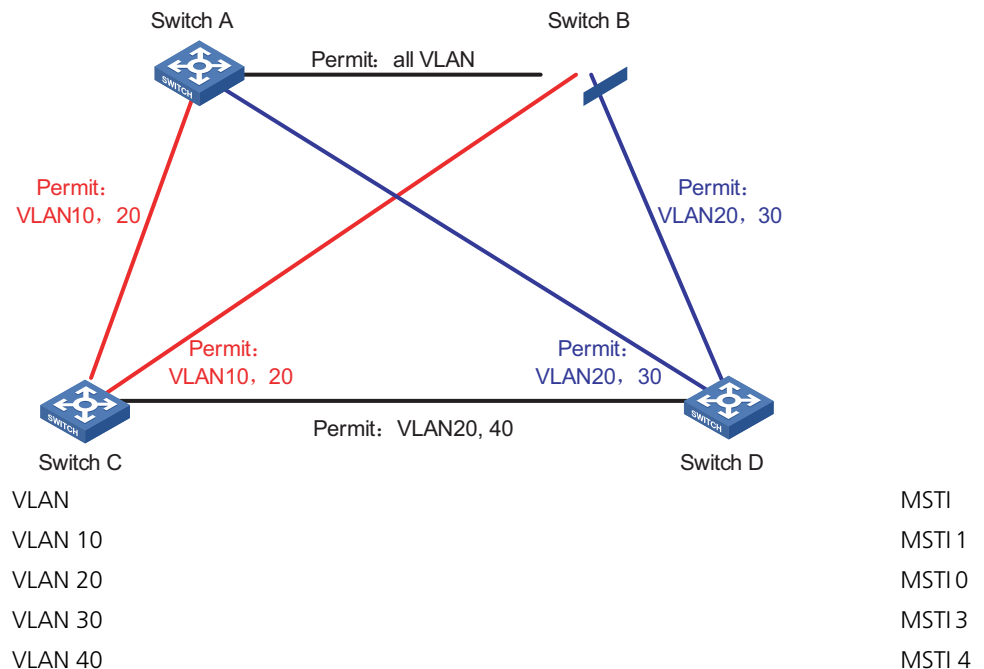 Switch A
Switch B
Permit：all VLAN
SWITCH
Permit：
VLAN10，20
Permit：
VLAN20，30
Permit：
VLAN10，20
Permit：
VLAN20，30
SWITCH
SWITCH
Permit：VLAN20, 40
Switch C
Switch D
VLAN MSTI
VLAN 10 MSTI 1
VLAN 20 MSTI 0
VLAN 30 MSTI 3
VLAN 40 MSTI 4